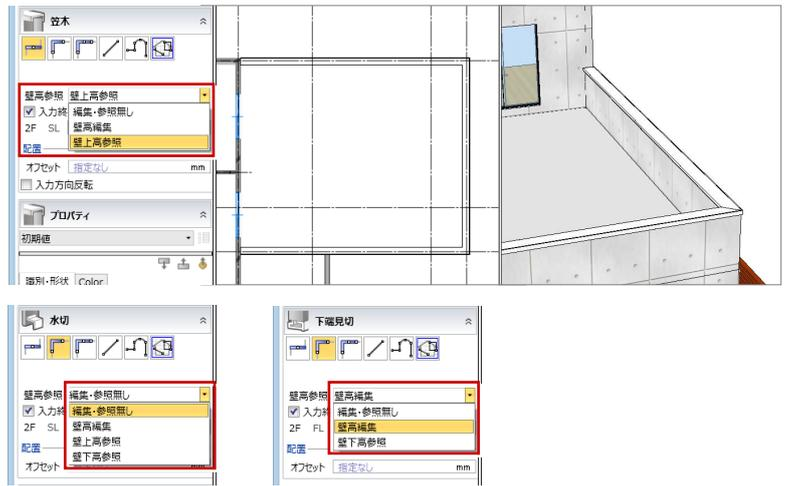 笠木
壁高参照 壁上高参照
入力終
編集・参照無し
壁高編集
2F SL
壁上高参照
配置
オフセット 指定なし mm
入力方向反転
プロパティ
初期値
識別・形状 Color
水切
壁高参照 編集・参照無し
入力終
編集・参照無し
2F SL
壁高編集
壁上高参照
配置
壁下高参照
オフセット
下端見切
壁高参照 壁高編集
入力終
編集・参照無し
2F FL
壁高編集
壁下高参照
配置
オフセット 指定なし mm